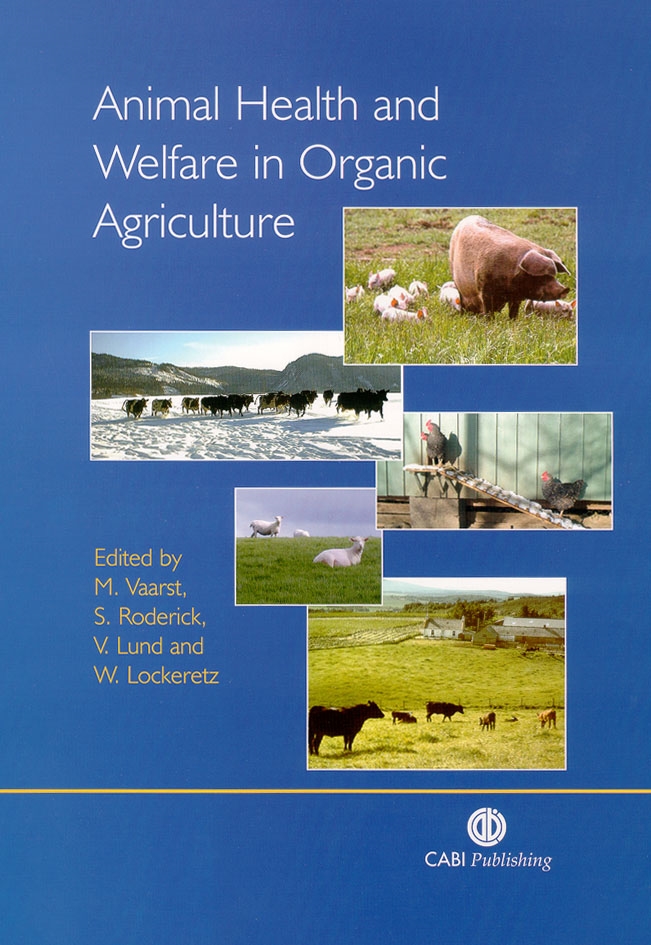 Animal Health and
Welfare in Organic
Agriculture
Edited by
M. Vaarst,
S. Roderick,
V. Lund and
W. Lockeretz
CABI Publishing